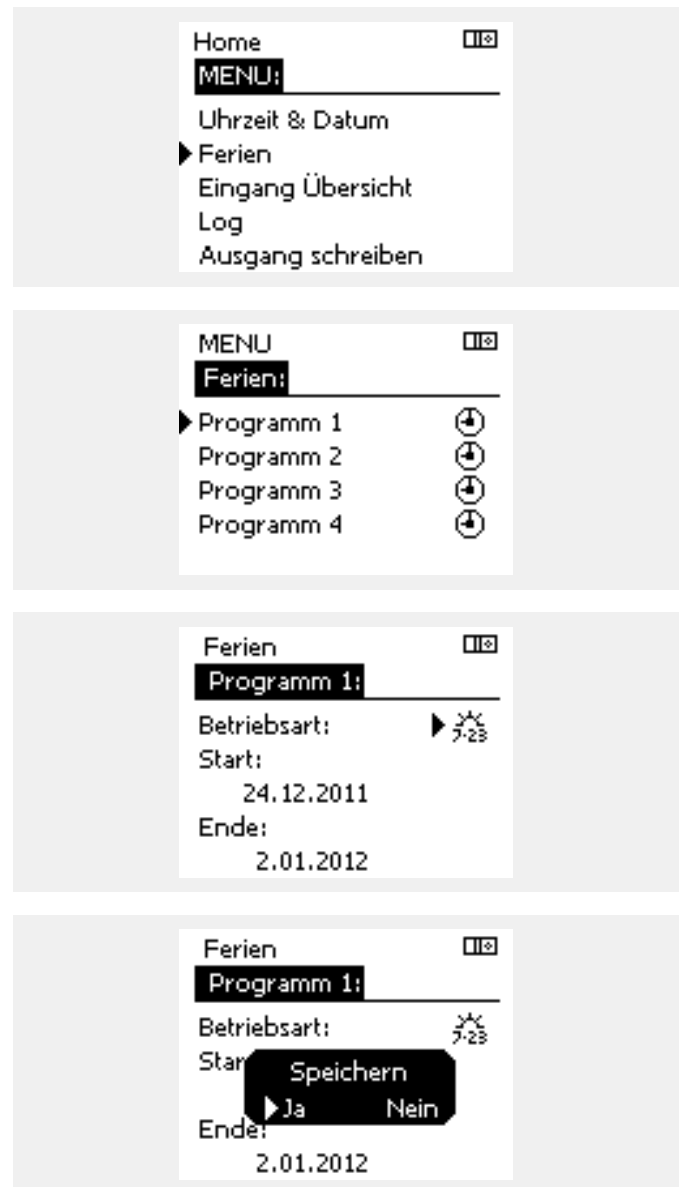 Home
MENU:
Uhrzeit & Datum
Ferien
Eingang Übersicht
Log
Ausgang schreiben
MENU
Ferien:
Programm 1
Programm 2
Programm 3
Programm 4
Ferien
Programm 1:
Betriebsart: 7-23
Start:
24.12.2011
Ende:
2.01.2012
Ferien
Programm 1:
Betriebsart: 7-23
Star
Speichern
Ja Nein
Ende:
2.01.2012